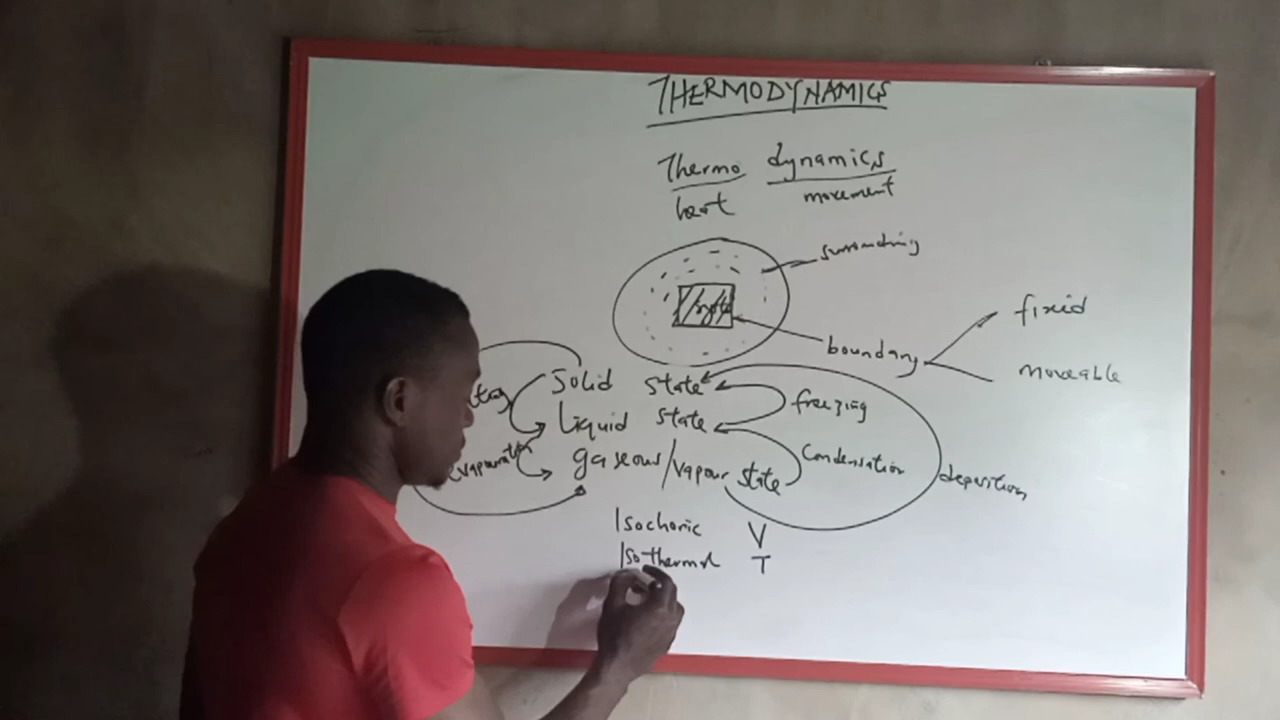 THERMODYNAMICS
Thermo dynamics
heat movement
surrounding
boundary
fixed
moveable
Solid state
freezing
liquid state
Condensation
gaseous/vapour state
Isochoric V
Isothermal T